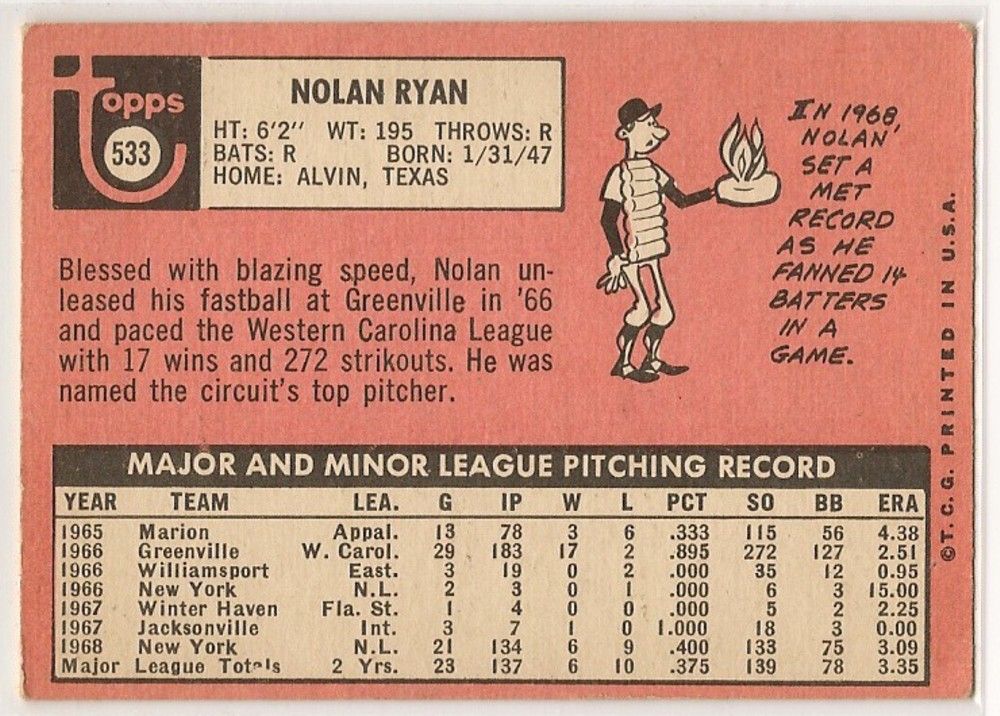 Topps
533
NOLAN RYAN
HT: 6'2" WT: 195 THROWS: R
BATS: R BORN: 1/31/47
HOME: ALVIN, TEXAS
Blessed with blazing speed, Nolan un-
leased his fastball at Greenville in '66
and paced the Western Carolina League
with 17 wins and 272 strikouts. He was
named the circuit's top pitcher.
IN 1968,
NOLAN
SET A
MET
RECORD
AS HE
FANNED 14
BATTERS
IN A
GAME.
©T. C. G. PRINTED IN U.S.A.
MAJOR AND MINOR LEAGUE PITCHING RECORD
YEAR TEAM LEA. G IP W L PCT SO BB ERA
1965 Marion Appal. 13 78 3 6 .333 115 56 4.38
1966 Greenville W. Carol. 29 183 17 2 .895 272 127 2.51
1966 Williamsport East. 3 19 0 2 .000 35 12 0.95
1966 New York N.L. 2 3 0 1 .000 6 3 15.00
1967 Winter Haven Fla. St. 1 4 0 0 .000 5 2 2.25
1967 Jacksonville Int. 3 7 1 0 1.000 18 3 0.00
1968 New York N.L. 21 134 6 9 .400 133 75 3.09
Major League Totals 2 Yrs. 23 137 6 10 .375 139 78 3.35